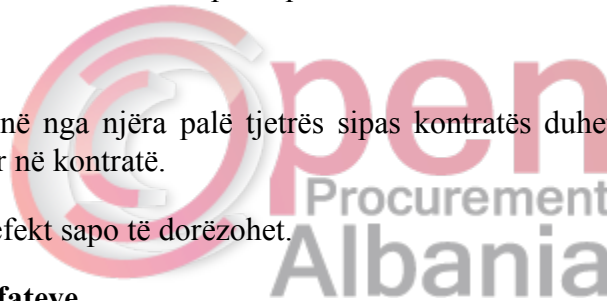 në nga njëra palë tjetrës sipas kontratës duhe
r në kontratë.
efekt sapo të dorëzohet.
fateve
Open
Procurement
Albania